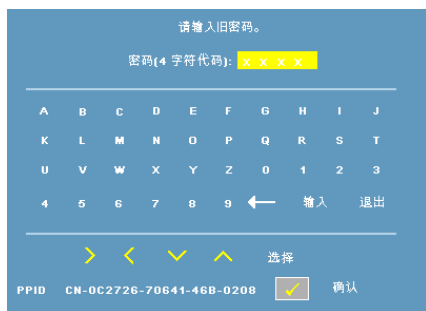 请输入旧密码。
密码(4 字符代码): X X X X
A B C D E F G H I J
K L M N O P Q R S T
U V W X Y Z 0 1 2 3
4 5 6 7 8 9 ← 输入 退出
> < ∨ ∧ 选择
PPID CN-0C2726-70641-46B-0208 ✓ 确认